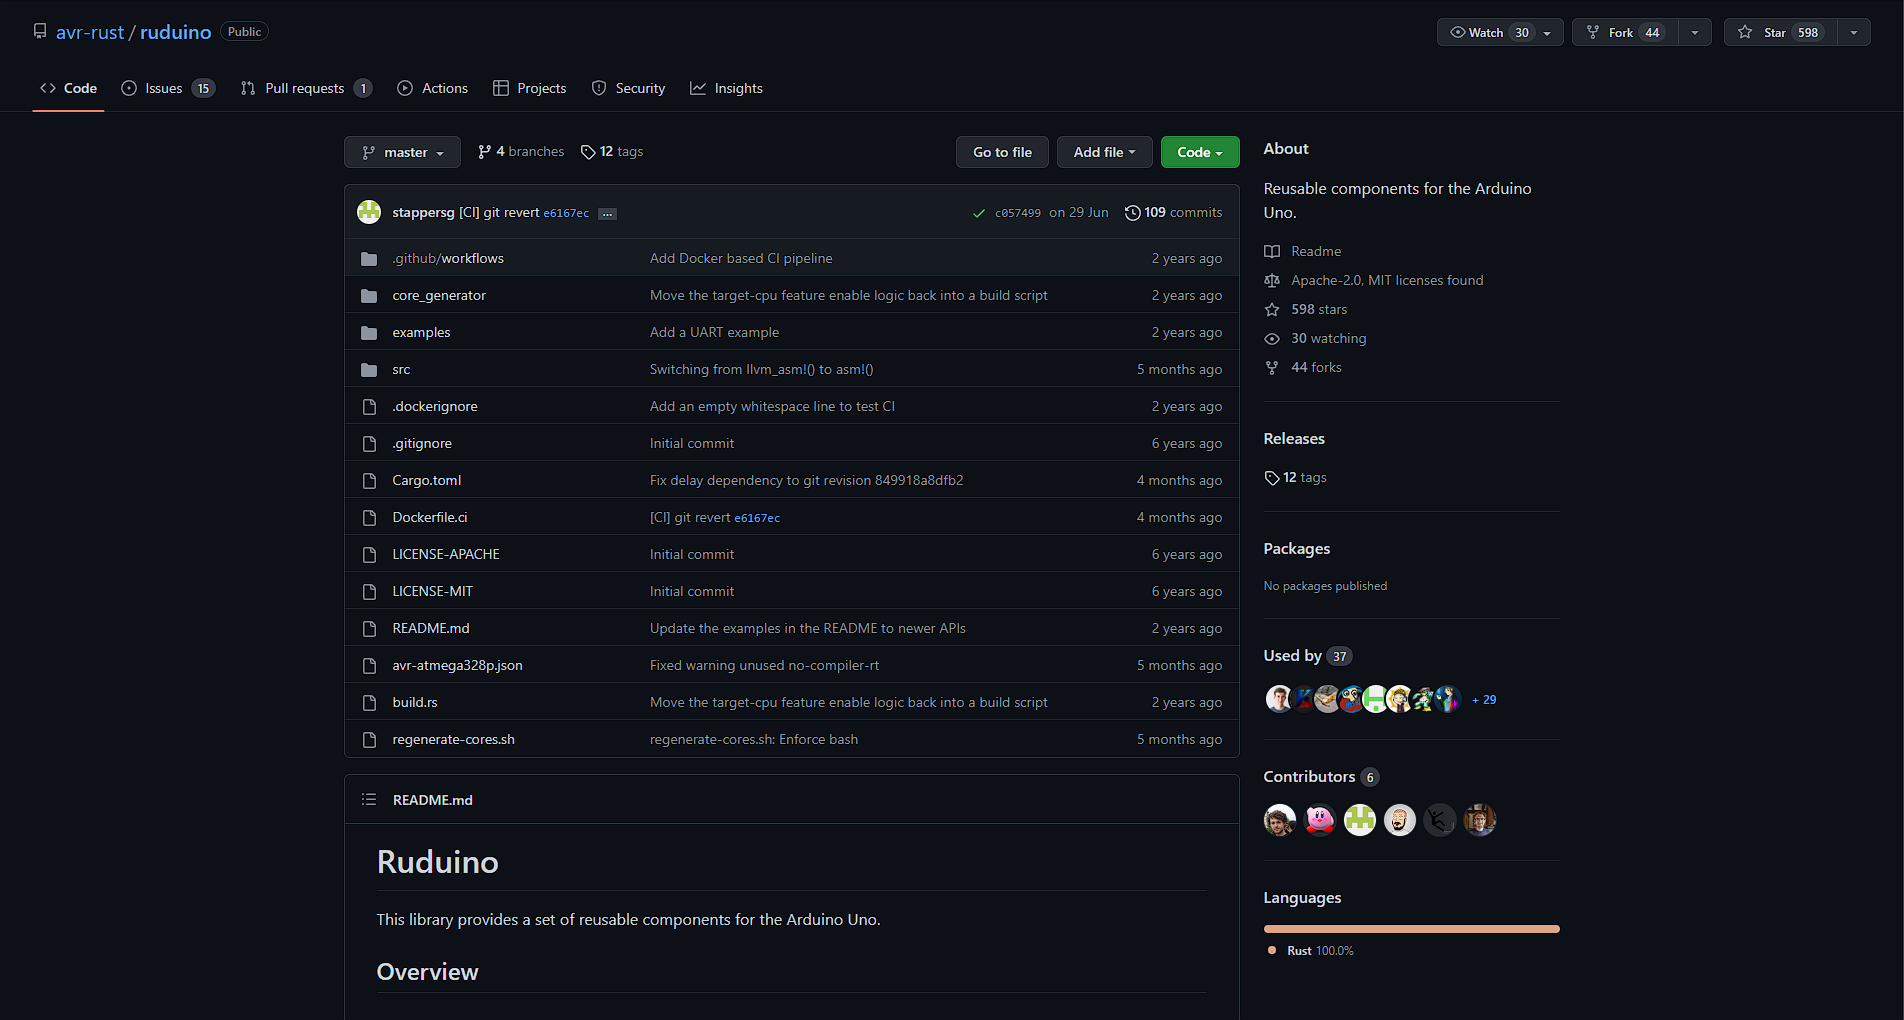 avr-rust / ruduino Public
Watch 30
Fork 44
Star 598
Code
Issues 15
Pull requests 1
Actions
Projects
Security
Insights
master
4 branches
12 tags
Go to file
Add file
Code
stappersg [CI] git revert e6167ec ...
c057499 on 29 Jun
109 commits
.github/workflows Add Docker based CI pipeline 2 years ago
core_generator Move the target-cpu feature enable logic back into a build script 2 years ago
examples Add a UART example 2 years ago
src Switching from llvm_asm!() to asm!() 5 months ago
.dockerignore Add an empty whitespace line to test CI 2 years ago
.gitignore Initial commit 6 years ago
Cargo.toml Fix delay dependency to git revision 849918a8dfb2 4 months ago
Dockerfile.ci [CI] git revert e6167ec 4 months ago
LICENSE-APACHE Initial commit 6 years ago
LICENSE-MIT Initial commit 6 years ago
README.md Update the examples in the README to newer APIs 2 years ago
avr-atmega328p.json Fixed warning unused no-compiler-rt 5 months ago
build.rs Move the target-cpu feature enable logic back into a build script 2 years ago
regenerate-cores.sh regenerate-cores.sh: Enforce bash 5 months ago
README.md
Ruduino
This library provides a set of reusable components for the Arduino Uno.
Overview
About
Reusable components for the Arduino
Uno.
Readme
Apache-2.0, MIT licenses found
598 stars
30 watching
44 forks
Releases
12 tags
Packages
No packages published
Used by 37
+ 29
Contributors 6
Languages
Rust 100.0%